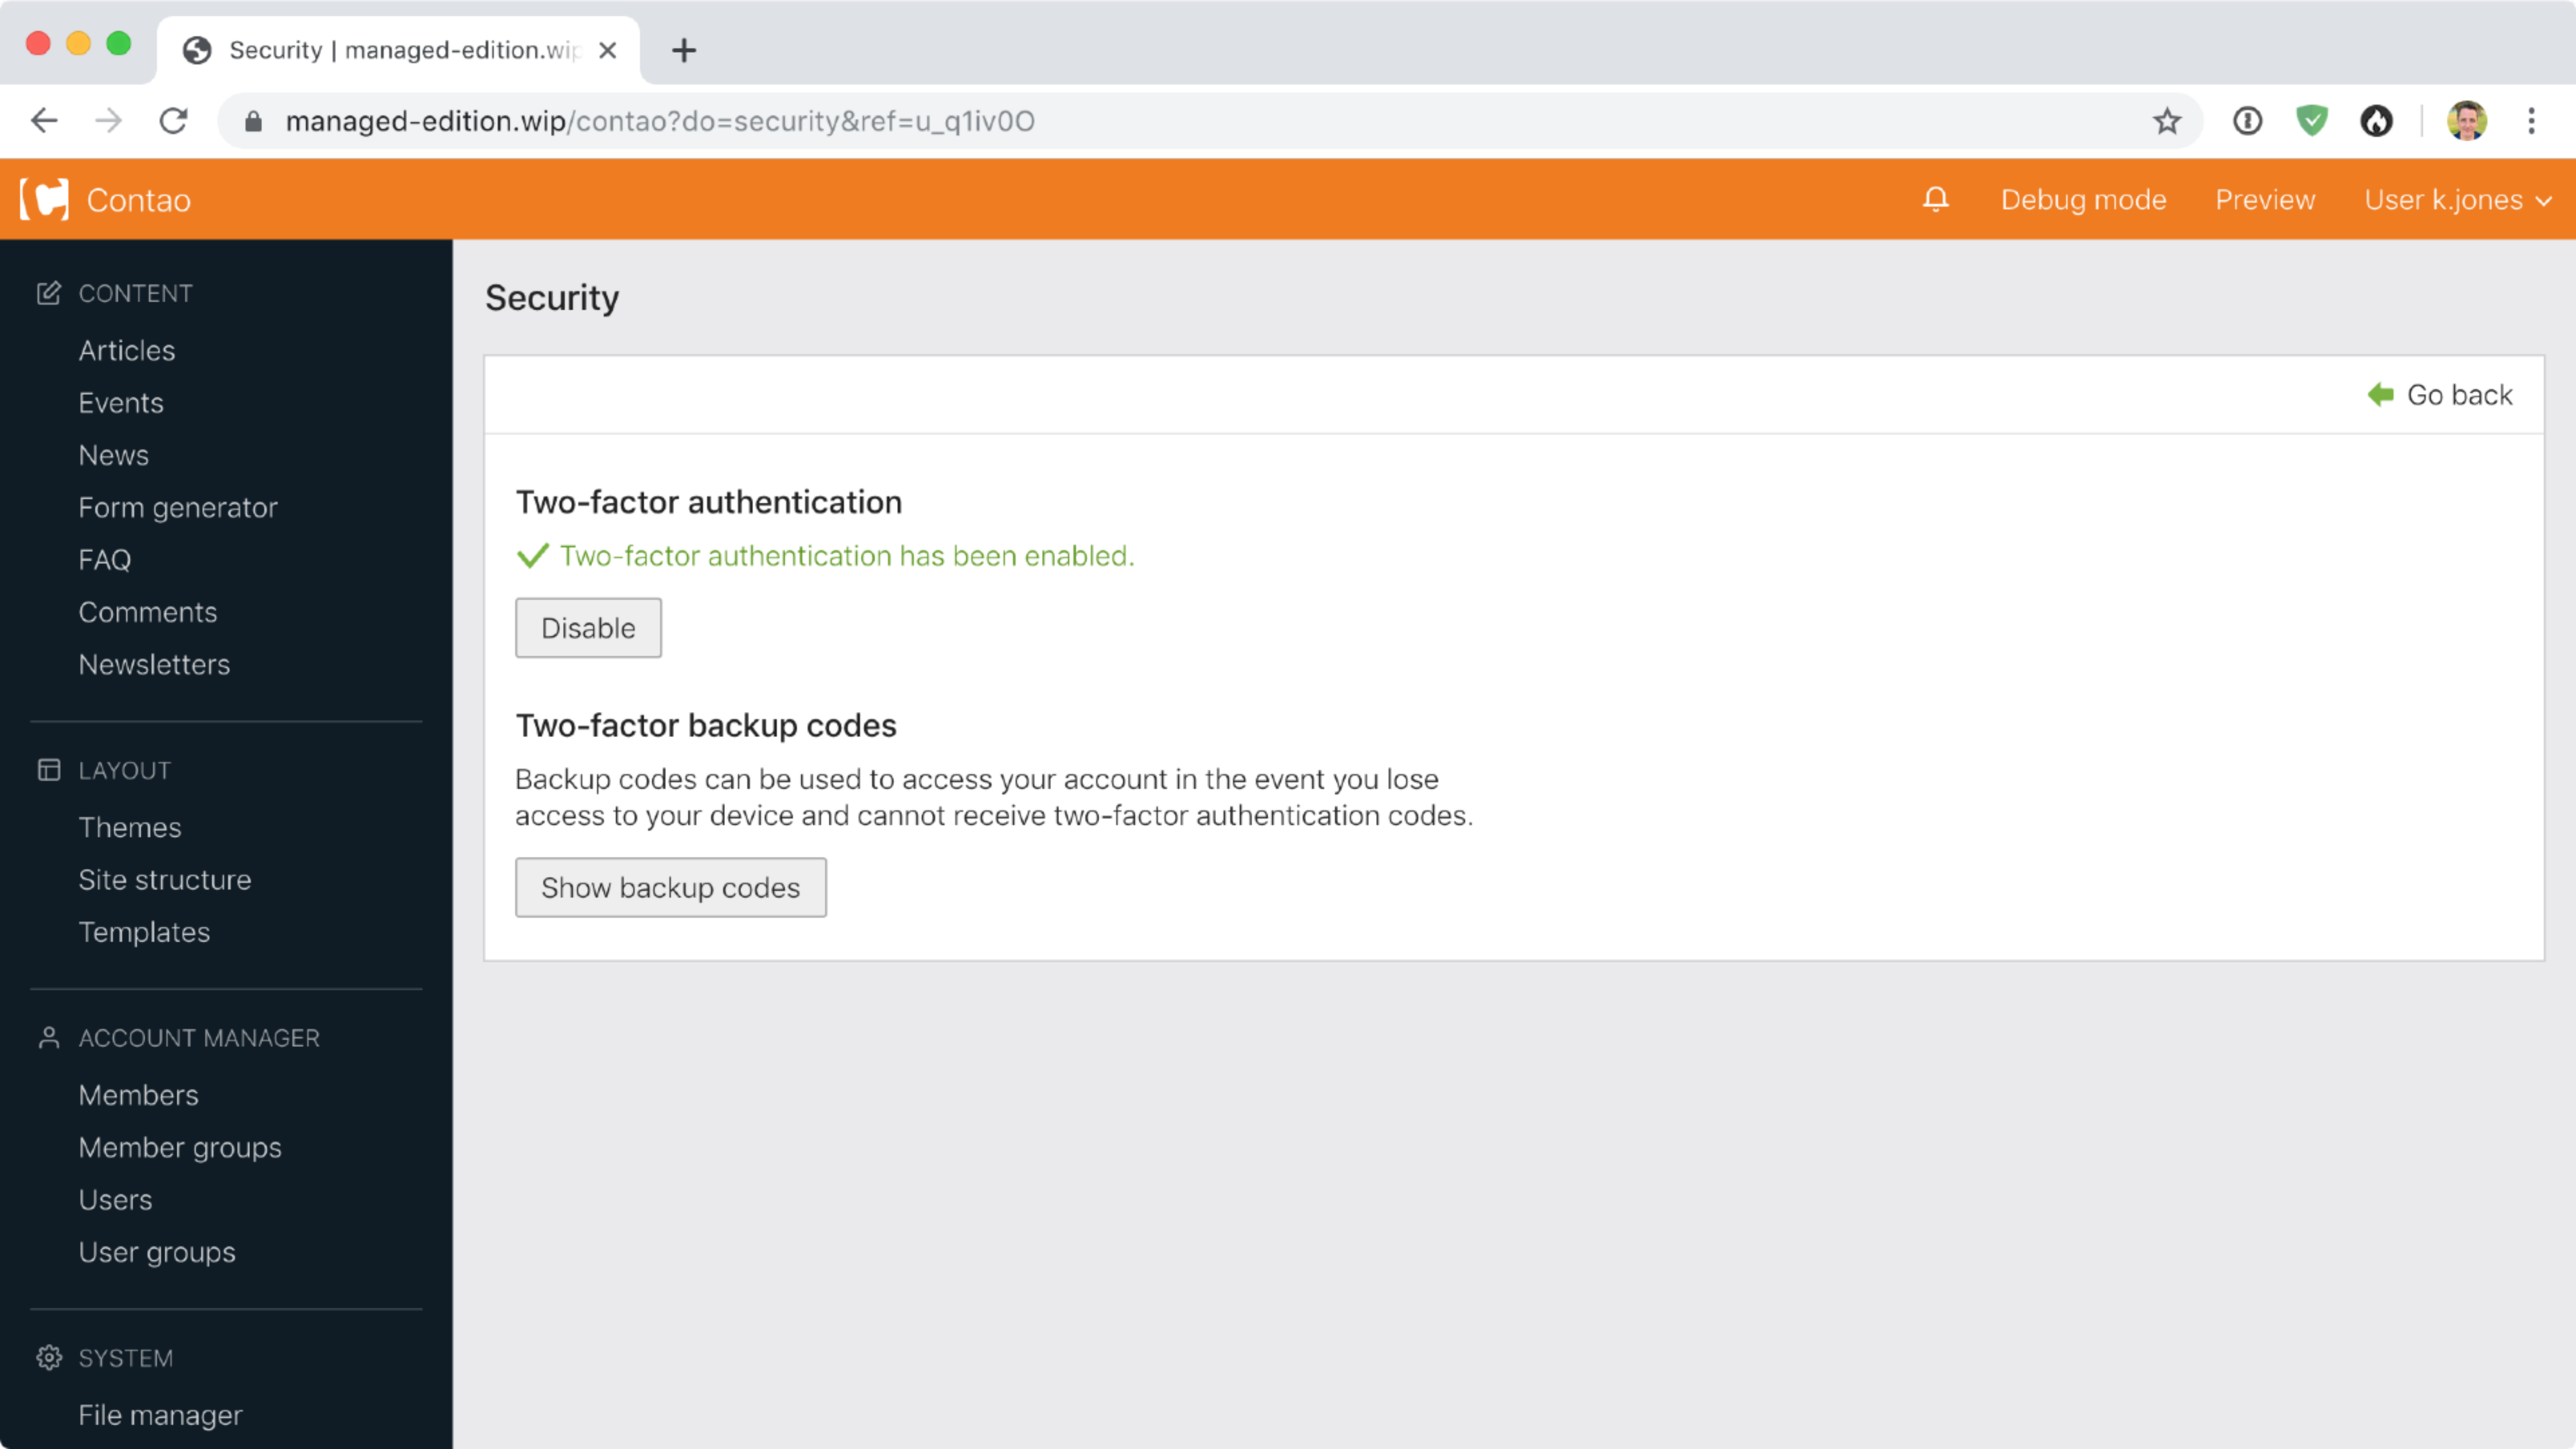 Security | managed-edition.wip
managed-edition.wip/contao?do=security&ref=u_q1iv0O
Contao
Debug mode
Preview
User k.jones
CONTENT
Articles
Events
News
Form generator
FAQ
Comments
Newsletters
LAYOUT
Themes
Site structure
Templates
ACCOUNT MANAGER
Members
Member groups
Users
User groups
SYSTEM
File manager
Security
Go back
Two-factor authentication
Two-factor authentication has been enabled.
Disable
Two-factor backup codes
Backup codes can be used to access your account in the event you lose
access to your device and cannot receive two-factor authentication codes.
Show backup codes